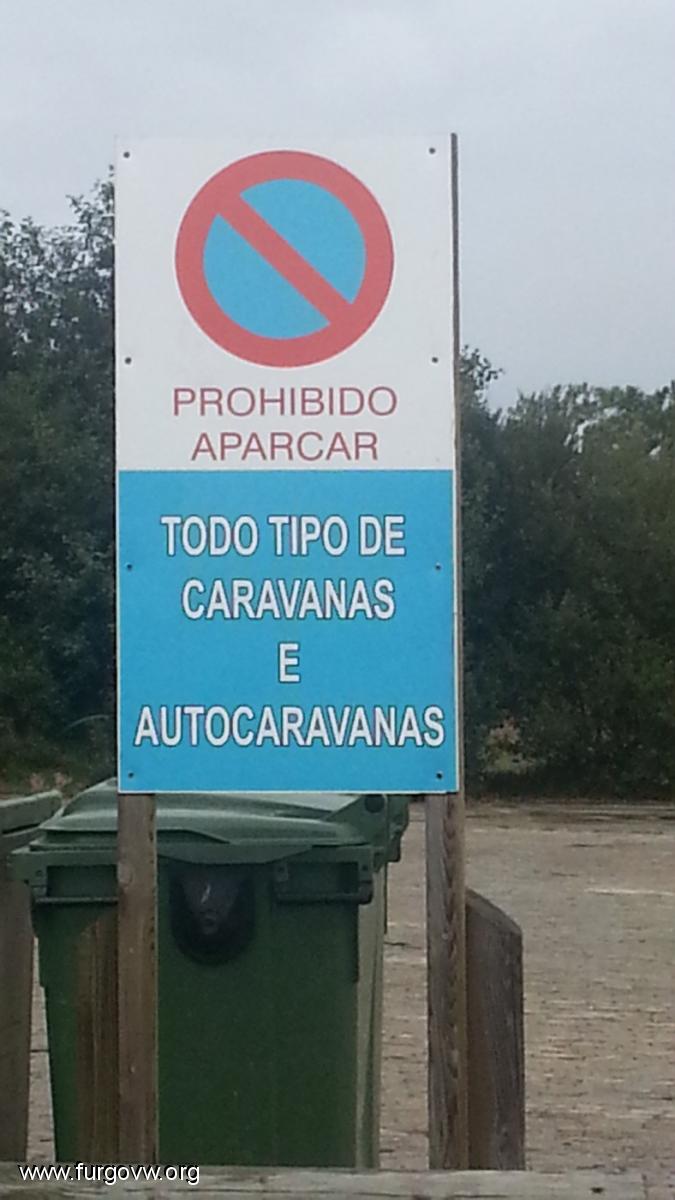 PROHIBIDO
APARCAR
TODO TIPO DE
CARAVANAS
E
AUTOCARAVANAS
www.furgovw.org